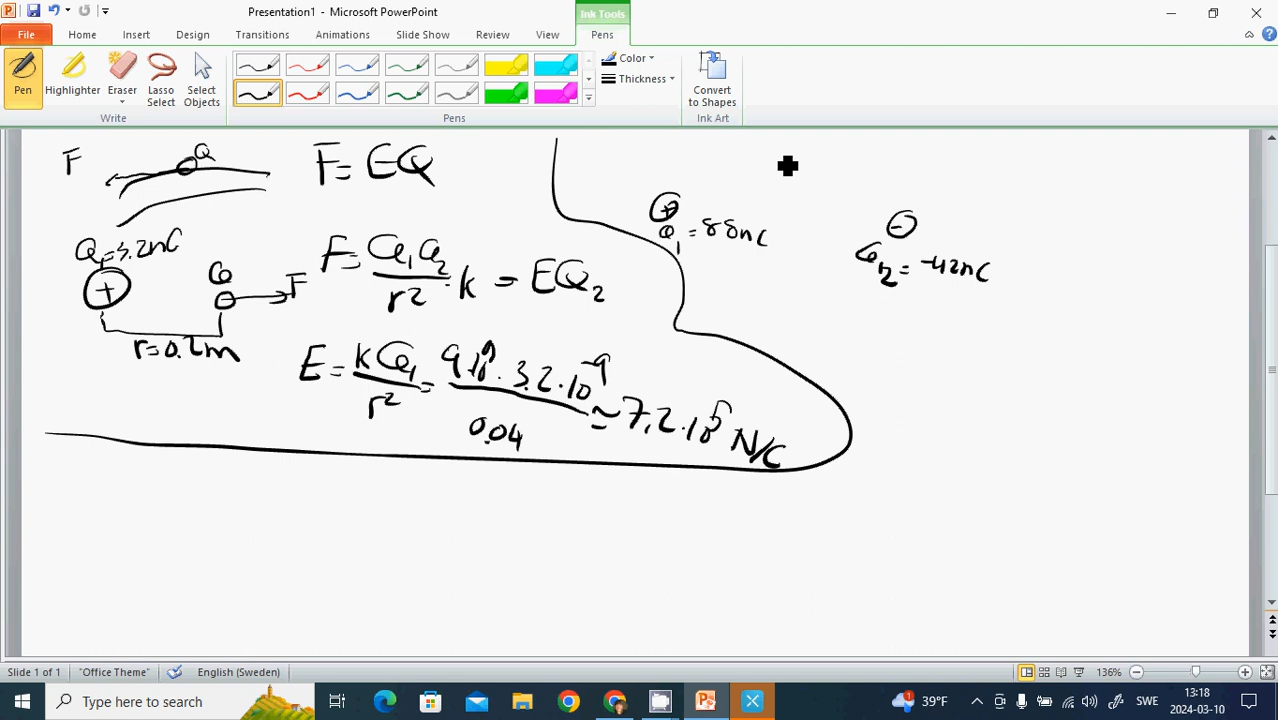 Presentation1 - Microsoft PowerPoint
Ink Tools
File
Home
Insert
Design
Transitions
Animations
Slide Show
Review
View
Pens
Pen
Highlighter
Eraser
Lasso Select
Select Objects
Color
Thickness
Convert to Shapes
Write
Pens
Ink Art
F
Q
F = EQ
Q₁=3.2nC
+
Q
F
r=0.2m
F = Q₁Q₂/r² · k = EQ₂
E = kQ₁/r² = 9·10⁹ · 3.2·10⁻⁹/0.04 ≃ 7.2·10⁵ N/C
+
Q₁ = 88nC
−
Q₂ = -42nC
Slide 1 of 1
"Office Theme"
English (Sweden)
136%
Type here to search
39°F
SWE
13:18
2024-03-10